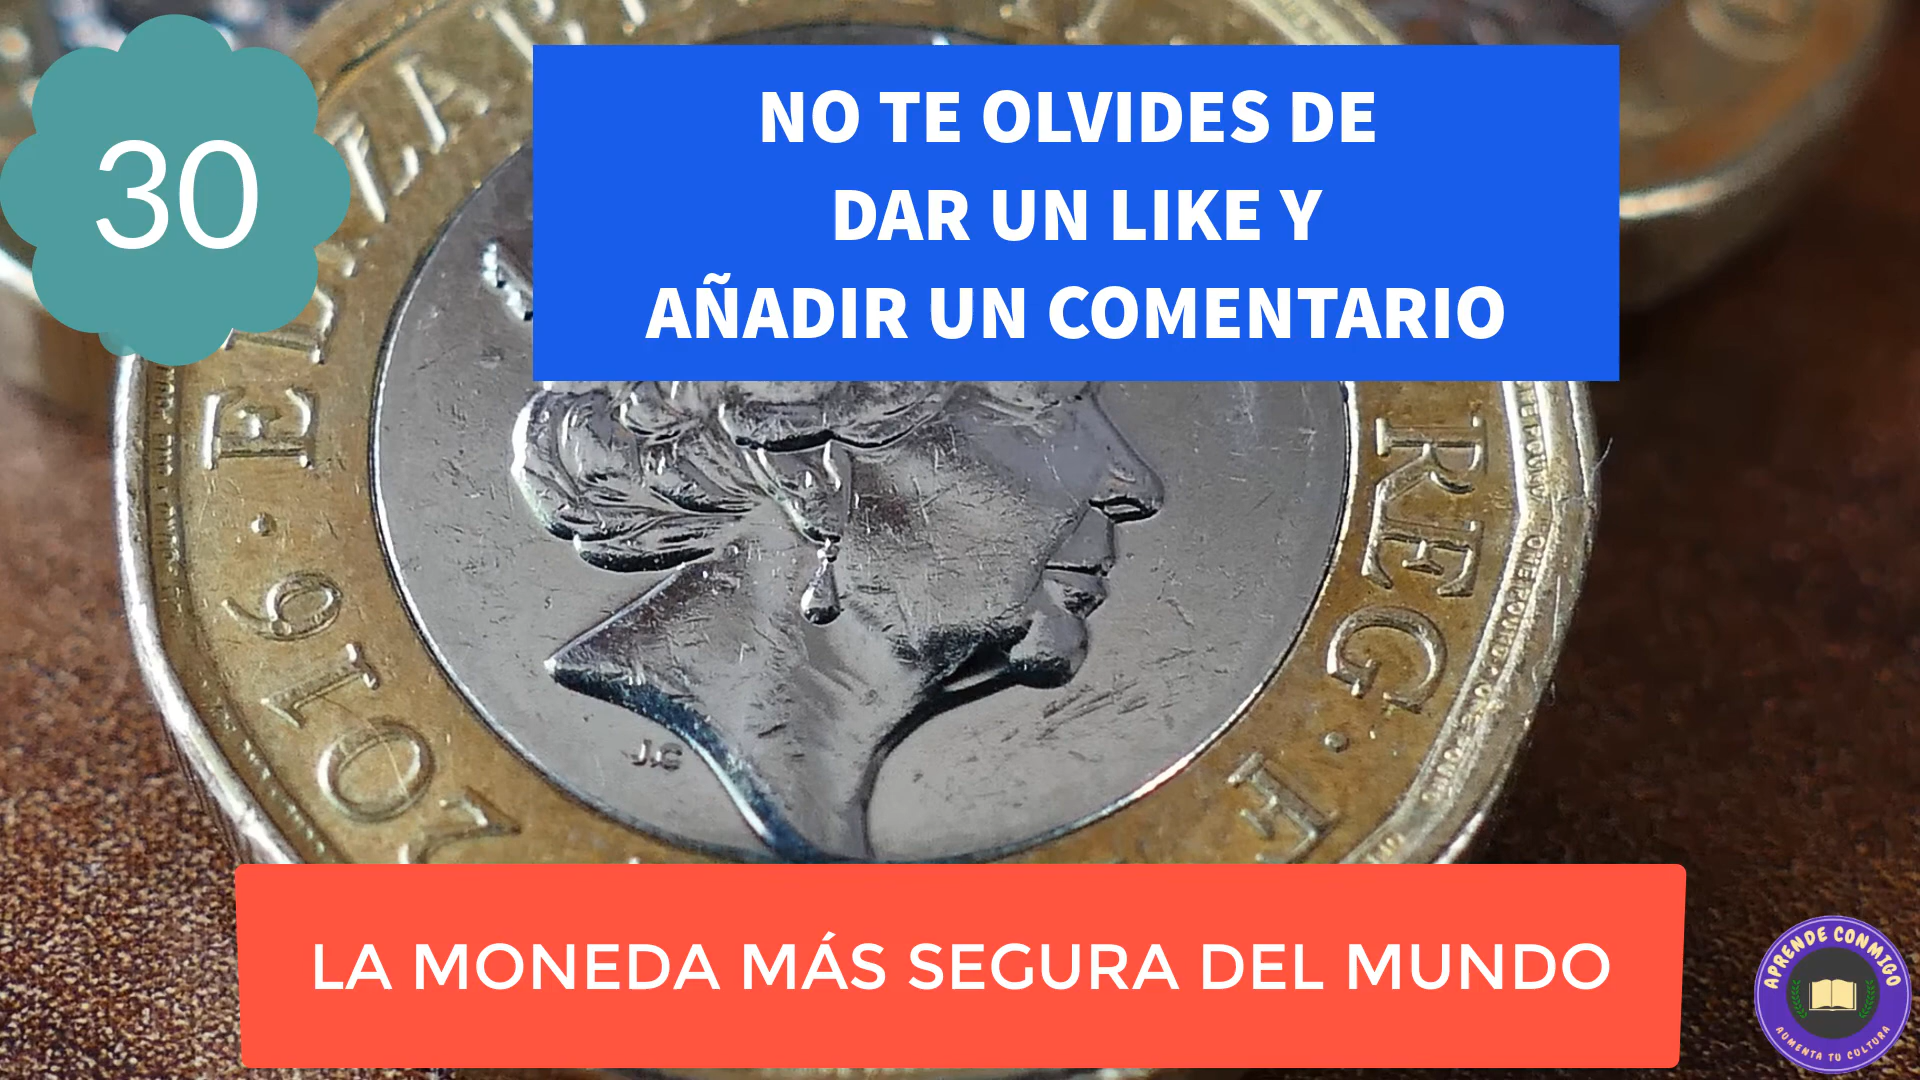 30
NO TE OLVIDES DE
DAR UN LIKE Y
AÑADIR UN COMENTARIO
ELIZA
REG
2016
J.C
LA MONEDA MÁS SEGURA DEL MUNDO
APRENDE CONMIGO
AUMENTA TU CULTURA